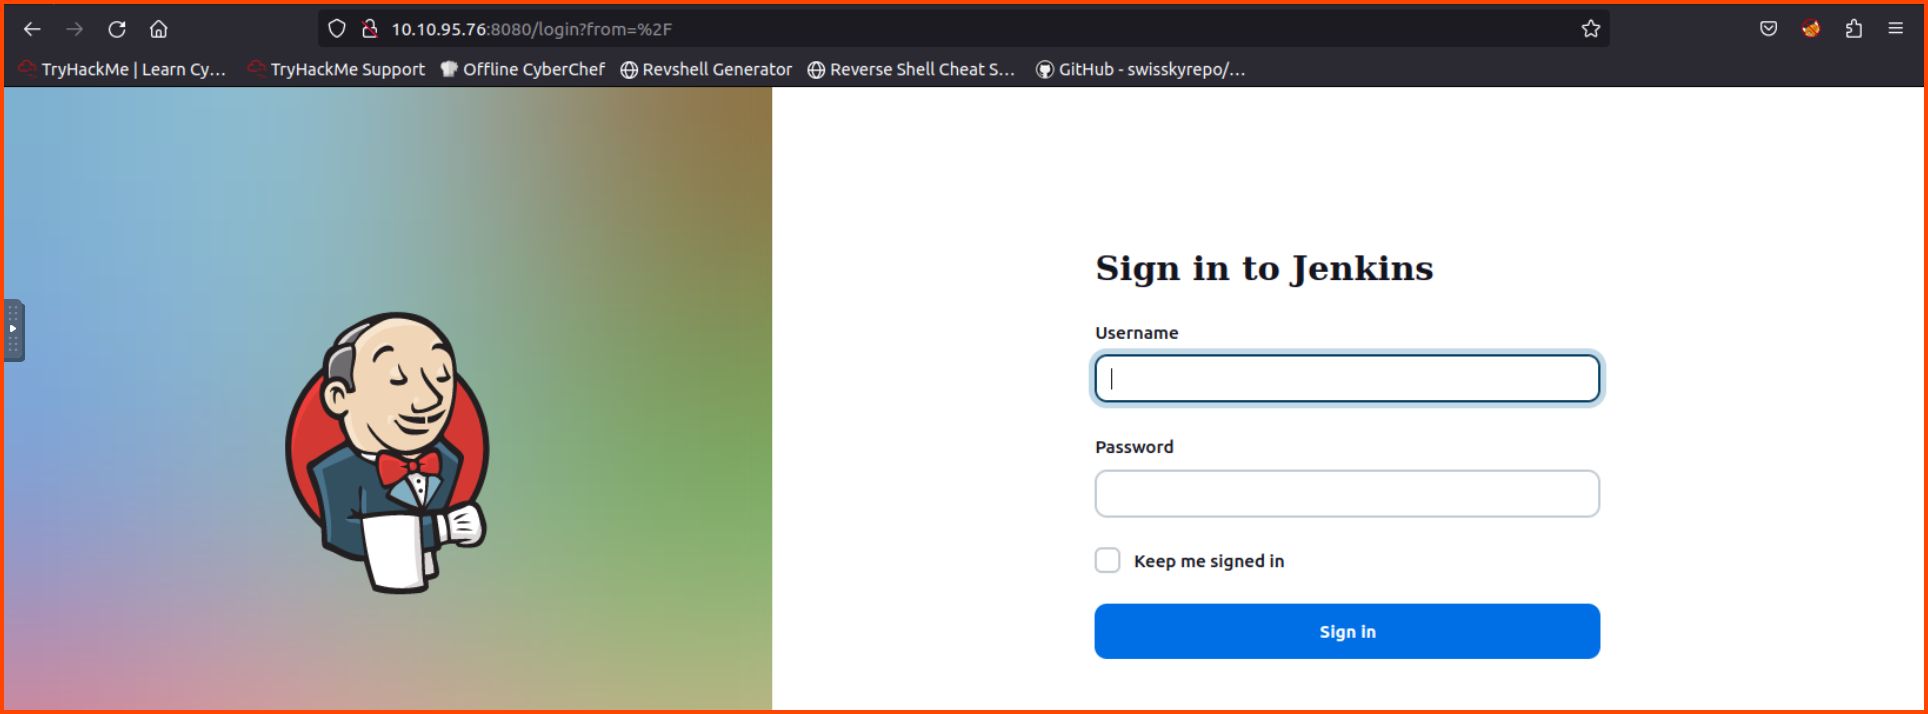 10.10.95.76:8080/login?from=%2F
TryHackMe | Learn Cy... TryHackMe Support Offline CyberChef Revshell Generator Reverse Shell Cheat S... GitHub - swisskyrepo/...
Sign in to Jenkins
Username
Password
Keep me signed in
Sign in